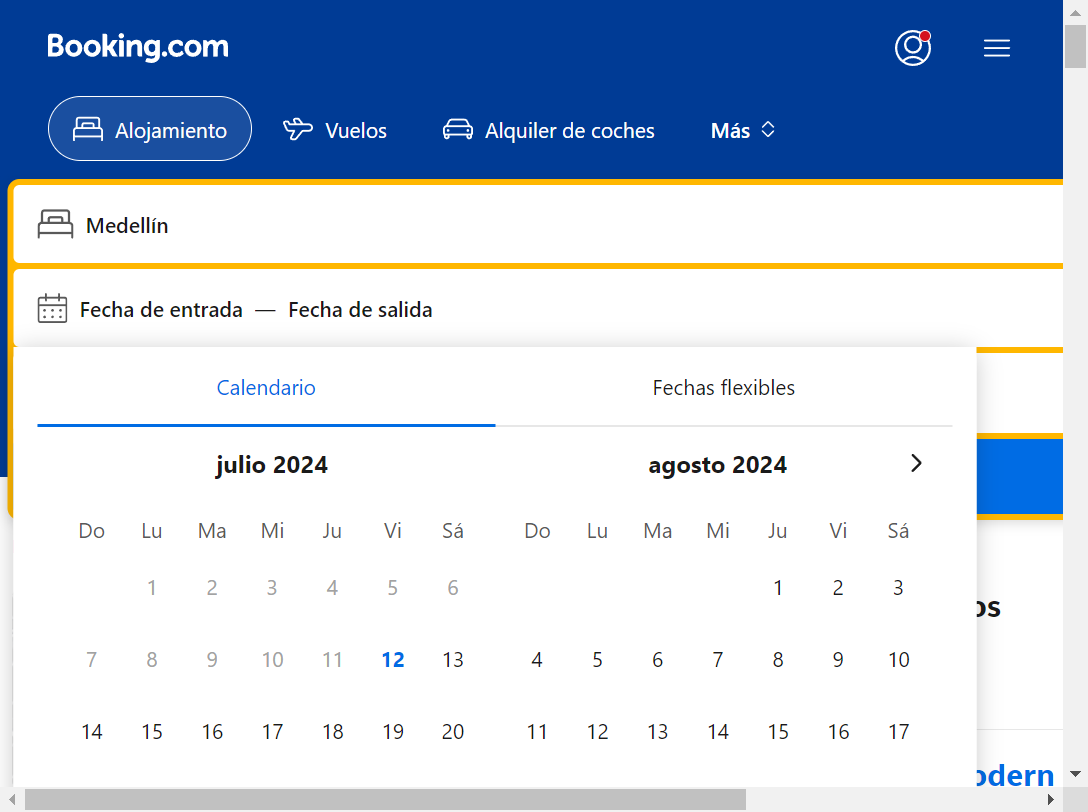 Booking.com
Alojamiento Vuelos Alquiler de coches Más
Medellín
Fecha de entrada — Fecha de salida
Calendario Fechas flexibles
julio 2024 agosto 2024
Do Lu Ma Mi Ju Vi Sá Do Lu Ma Mi Ju Vi Sá
1 2 3 4 5 6 1 2 3
7 8 9 10 11 12 13 4 5 6 7 8 9 10
14 15 16 17 18 19 20 11 12 13 14 15 16 17